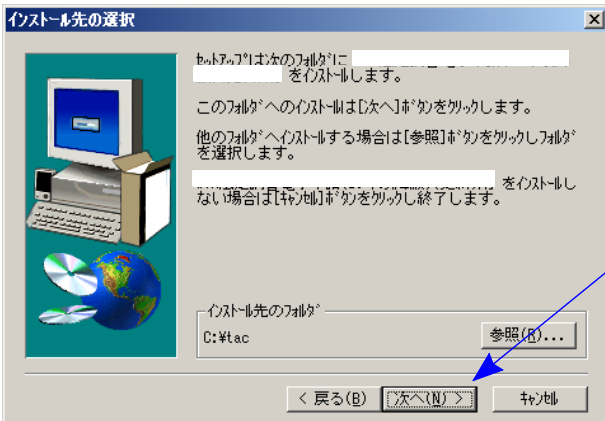 インストール先の選択
セットアップは次のフォルダに
をインストールします。
このフォルダへのインストールは[次へ]ボタンをクリックします。
他のフォルダへインストールする場合は[参照]ボタンをクリックしフォルダ
を選択します。
をインストールし
ない場合は[キャンセル]ボタンをクリックし終了します。
インストール先のフォルダ
C:¥tac
参照(R)...
< 戻る(B)
次へ(N) >
キャンセル